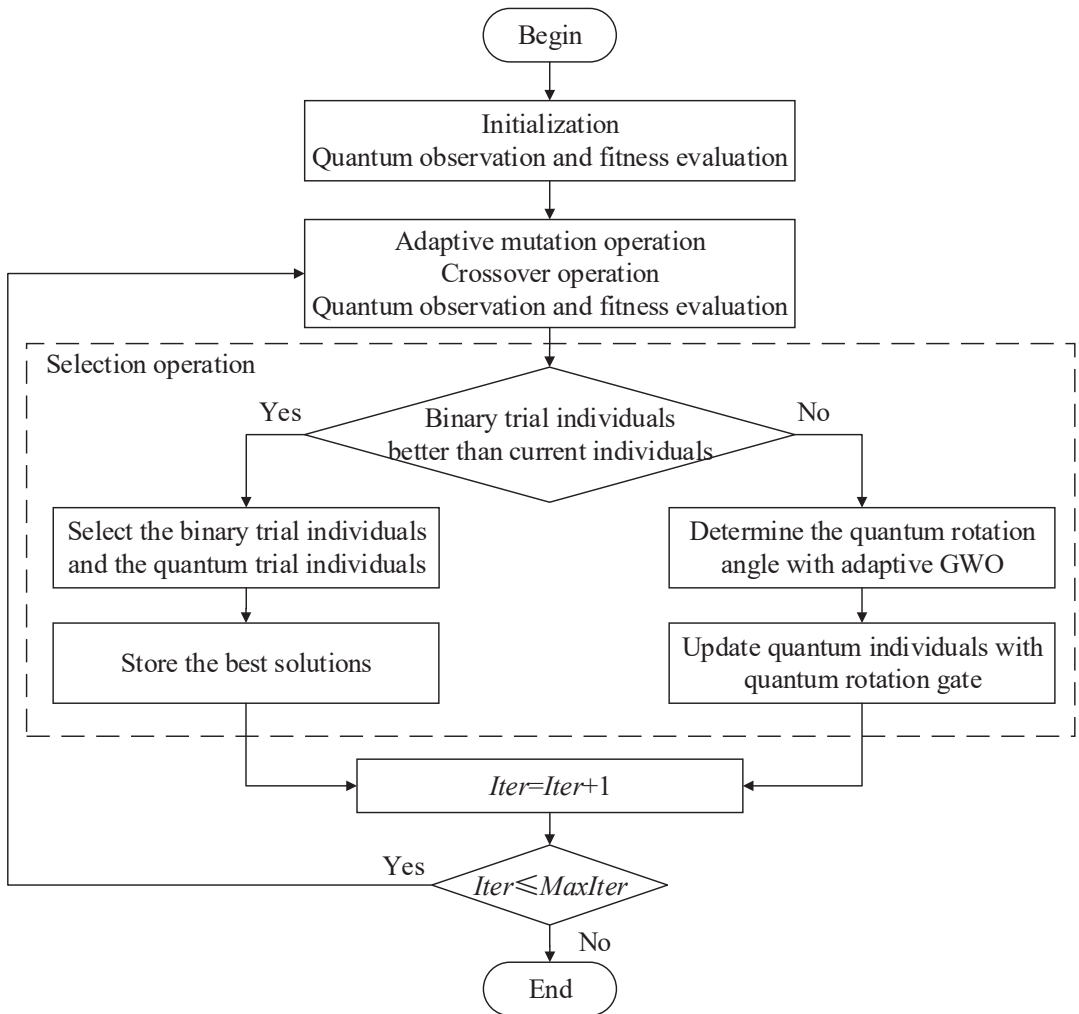 Begin
Initialization
Quantum observation and fitness evaluation
Adaptive mutation operation
Crossover operation
Quantum observation and fitness evaluation
Selection operation
Yes
No
Binary trial individuals
better than current individuals
Select the binary trial individuals
and the quantum trial individuals
Determine the quantum rotation
angle with adaptive GWO
Store the best solutions
Update quantum individuals with
quantum rotation gate
Iter=Iter+1
Yes
Iter⩽MaxIter
No
End